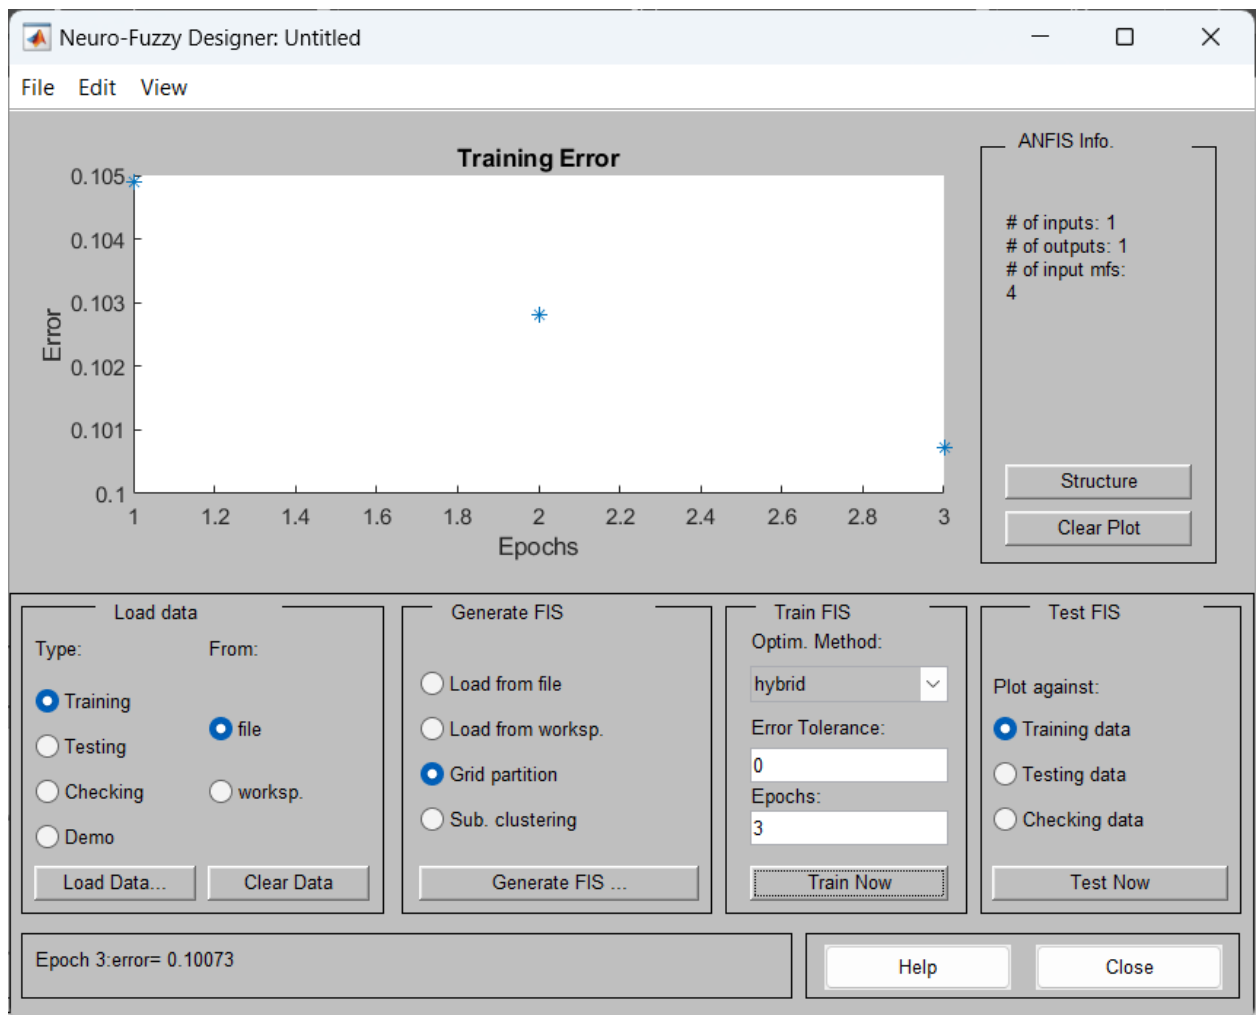 Neuro-Fuzzy Designer: Untitled
File Edit View
Training Error
0.105
0.104
0.103
0.102
0.101
0.1
Error
1 1.2 1.4 1.6 1.8 2 2.2 2.4 2.6 2.8 3
Epochs
ANFIS Info.
# of inputs: 1
# of outputs: 1
# of input mfs:
4
Structure
Clear Plot
Load data
Type: From:
Training
file
Testing
Checking
worksp.
Demo
Load Data... Clear Data
Generate FIS
Load from file
Load from worksp.
Grid partition
Sub. clustering
Generate FIS ...
Train FIS
Optim. Method:
hybrid
Error Tolerance:
0
Epochs:
3
Train Now
Test FIS
Plot against:
Training data
Testing data
Checking data
Test Now
Epoch 3:error= 0.10073
Help Close